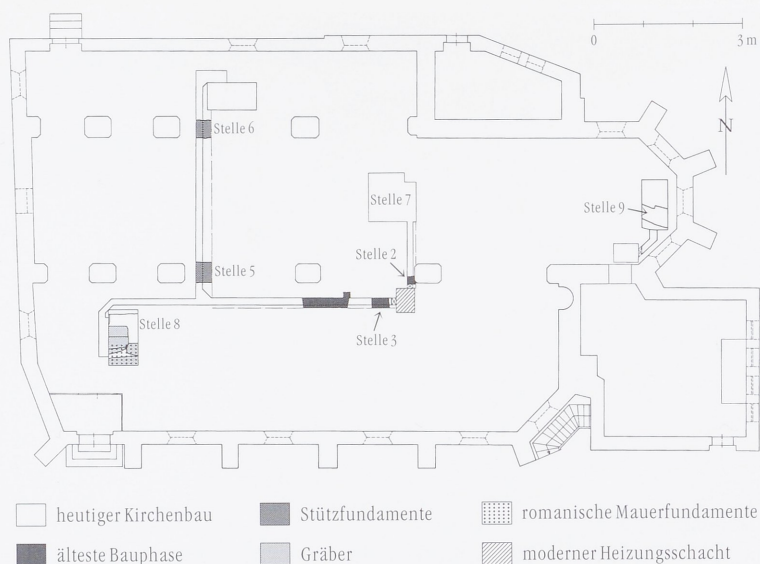 0 3 m
N
Stelle 6
Stelle 7
Stelle 9
Stelle 2
Stelle 5
Stelle 8
Stelle 3
heutiger Kirchenbau
Stützfundamente
romanische Mauerfundamente
älteste Bauphase
Gräber
moderner Heizungsschacht